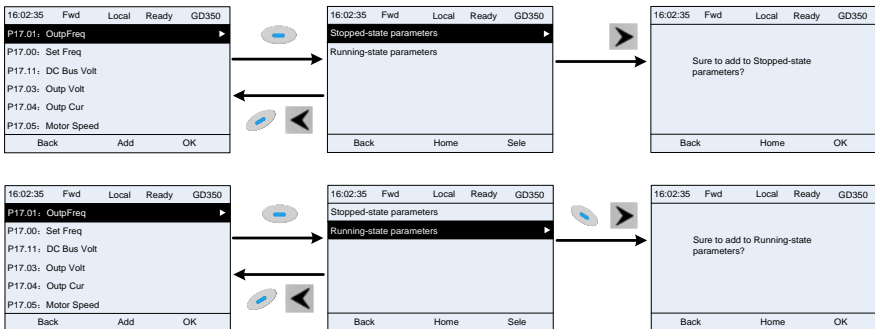 16:02:35 Fwd Local Ready GD350
P17.01: OutpFreq
P17.00: Set Freq
P17.11: DC Bus Volt
P17.03: Outp Volt
P17.04: Outp Cur
P17.05: Motor Speed
Back Add OK
16:02:35 Fwd Local Ready GD350
Stopped-state parameters
Running-state parameters
Back Home Sele
16:02:35 Fwd Local Ready GD350
Sure to add to Stopped-state
parameters?
Back Home OK
16:02:35 Fwd Local Ready GD350
P17.01: OutpFreq
P17.00: Set Freq
P17.11: DC Bus Volt
P17.03: Outp Volt
P17.04: Outp Cur
P17.05: Motor Speed
Back Add OK
16:02:35 Fwd Local Ready GD350
Stopped-state parameters
Running-state parameters
Back Home Sele
16:02:35 Fwd Local Ready GD350
Sure to add to Running-state
parameters?
Back Home OK